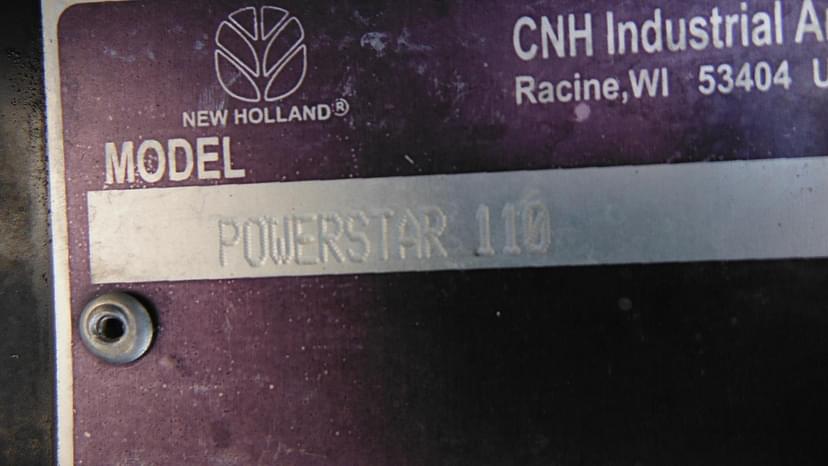 CNH Industrial
Racine,WI 53404
NEW HOLLAND®
MODEL
POWERSTAR 110